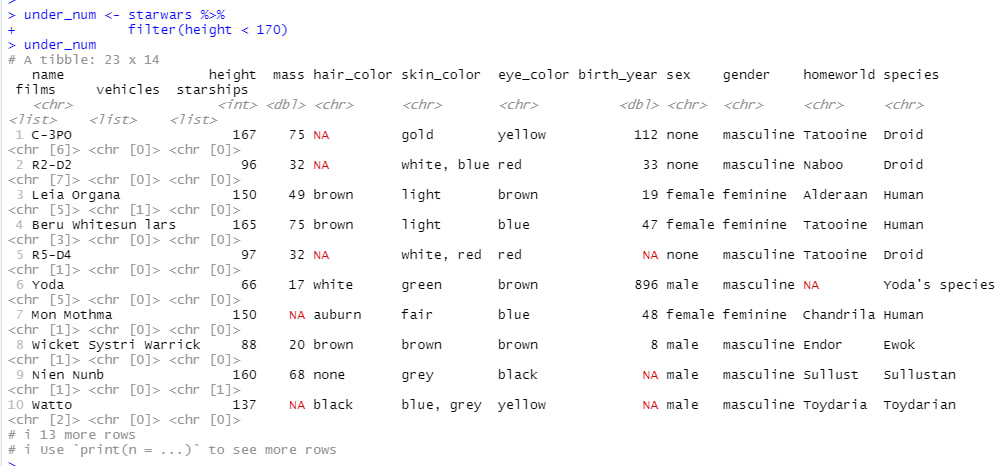 >
> under_num <- starwars %>%
+               filter(height < 170)
> under_num
# A tibble: 23 x 14
   name                  height  mass hair_color skin_color  eye_color birth_year sex    gender    homeworld species
 films     vehicles  starships
   <chr>                  <int> <dbl> <chr>      <chr>       <chr>          <dbl> <chr>  <chr>     <chr>     <chr>
<list>    <list>    <list>
 1 C-3PO                    167    75 NA         gold        yellow           112 none   masculine Tatooine  Droid
<chr [6]> <chr [0]> <chr [0]>
 2 R2-D2                     96    32 NA         white, blue red               33 none   masculine Naboo     Droid
<chr [7]> <chr [0]> <chr [0]>
 3 Leia Organa              150    49 brown      light       brown             19 female feminine  Alderaan  Human
<chr [5]> <chr [1]> <chr [0]>
 4 Beru Whitesun lars       165    75 brown      light       blue              47 female feminine  Tatooine  Human
<chr [3]> <chr [0]> <chr [0]>
 5 R5-D4                     97    32 NA         white, red  red               NA none   masculine Tatooine  Droid
<chr [1]> <chr [0]> <chr [0]>
 6 Yoda                      66    17 white      green       brown            896 male   masculine NA        Yoda's species
<chr [5]> <chr [0]> <chr [0]>
 7 Mon Mothma               150    NA auburn     fair        blue              48 female feminine  Chandrila Human
<chr [1]> <chr [0]> <chr [0]>
 8 Wicket Systri Warrick     88    20 brown      brown       brown              8 male   masculine Endor     Ewok
<chr [1]> <chr [0]> <chr [0]>
 9 Nien Nunb                160    68 none       grey        black             NA male   masculine Sullust   Sullustan
<chr [1]> <chr [0]> <chr [1]>
10 Watto                    137    NA black      blue, grey  yellow            NA male   masculine Toydaria  Toydarian
<chr [2]> <chr [0]> <chr [0]>
# i 13 more rows
# i Use `print(n = ...)` to see more rows
>